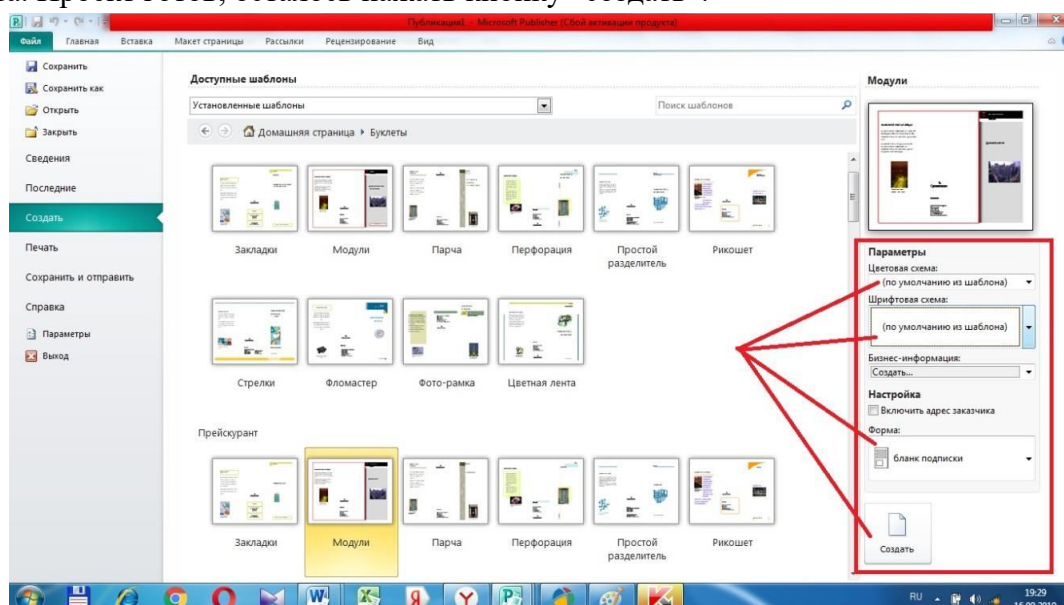 Публикация1 - Microsoft Publisher (Сбой активации продукта)
Файл Главная Вставка Макет страницы Рассылки Рецензирование Вид
Сохранить
Сохранить как
Открыть
Закрыть
Сведения
Последние
Создать
Печать
Сохранить и отправить
Справка
Параметры
Выход
Доступные шаблоны
Установленные шаблоны
Поиск шаблонов
Домашняя страница
Буклеты
Закладки Модули Парча Перфорация Простой разделитель Рикошет
Стрелки Фломастер Фото-рамка Цветная лента
Прейскурант
Закладки Модули Парча Перфорация Простой разделитель Рикошет
Модули
Параметры
Цветовая схема:
(по умолчанию из шаблона)
Шрифтовая схема:
(по умолчанию из шаблона)
Бизнес-информация:
Создать...
Настройка
Включить адрес заказчика
Форма:
бланк подписки
Создать
RU
19:29